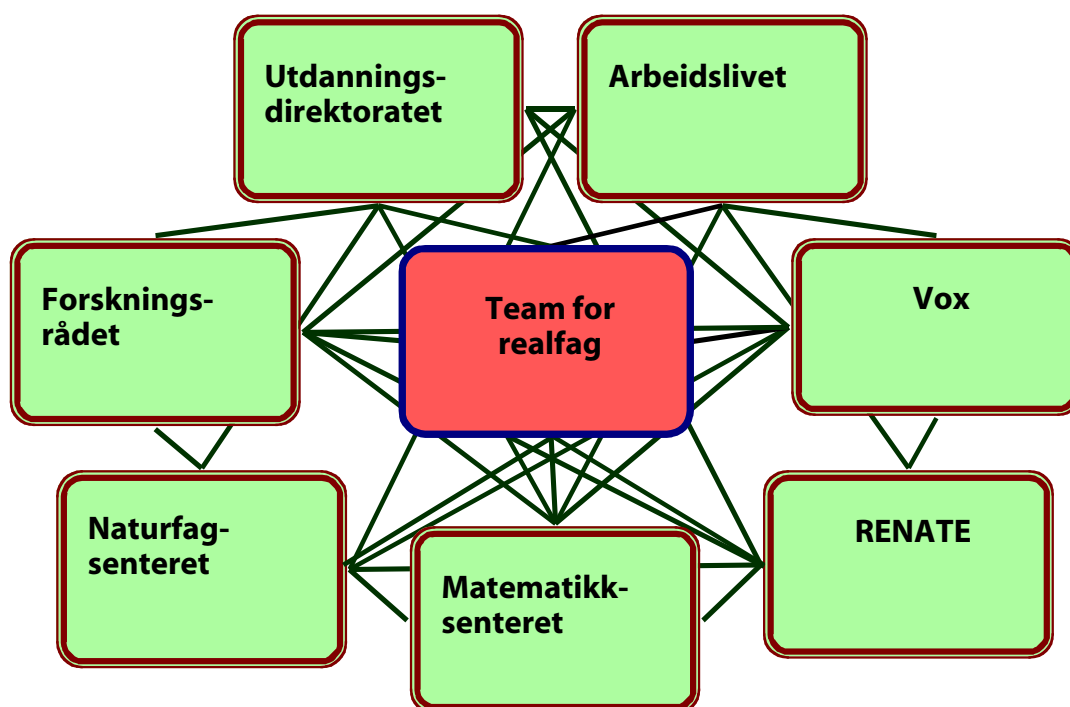 Utdannings-
direktoratet
Arbeidslivet
Forsknings-
rådet
Team for
realfag
Vox
Naturfag-
senteret
Matematikk-
senteret
RENATE